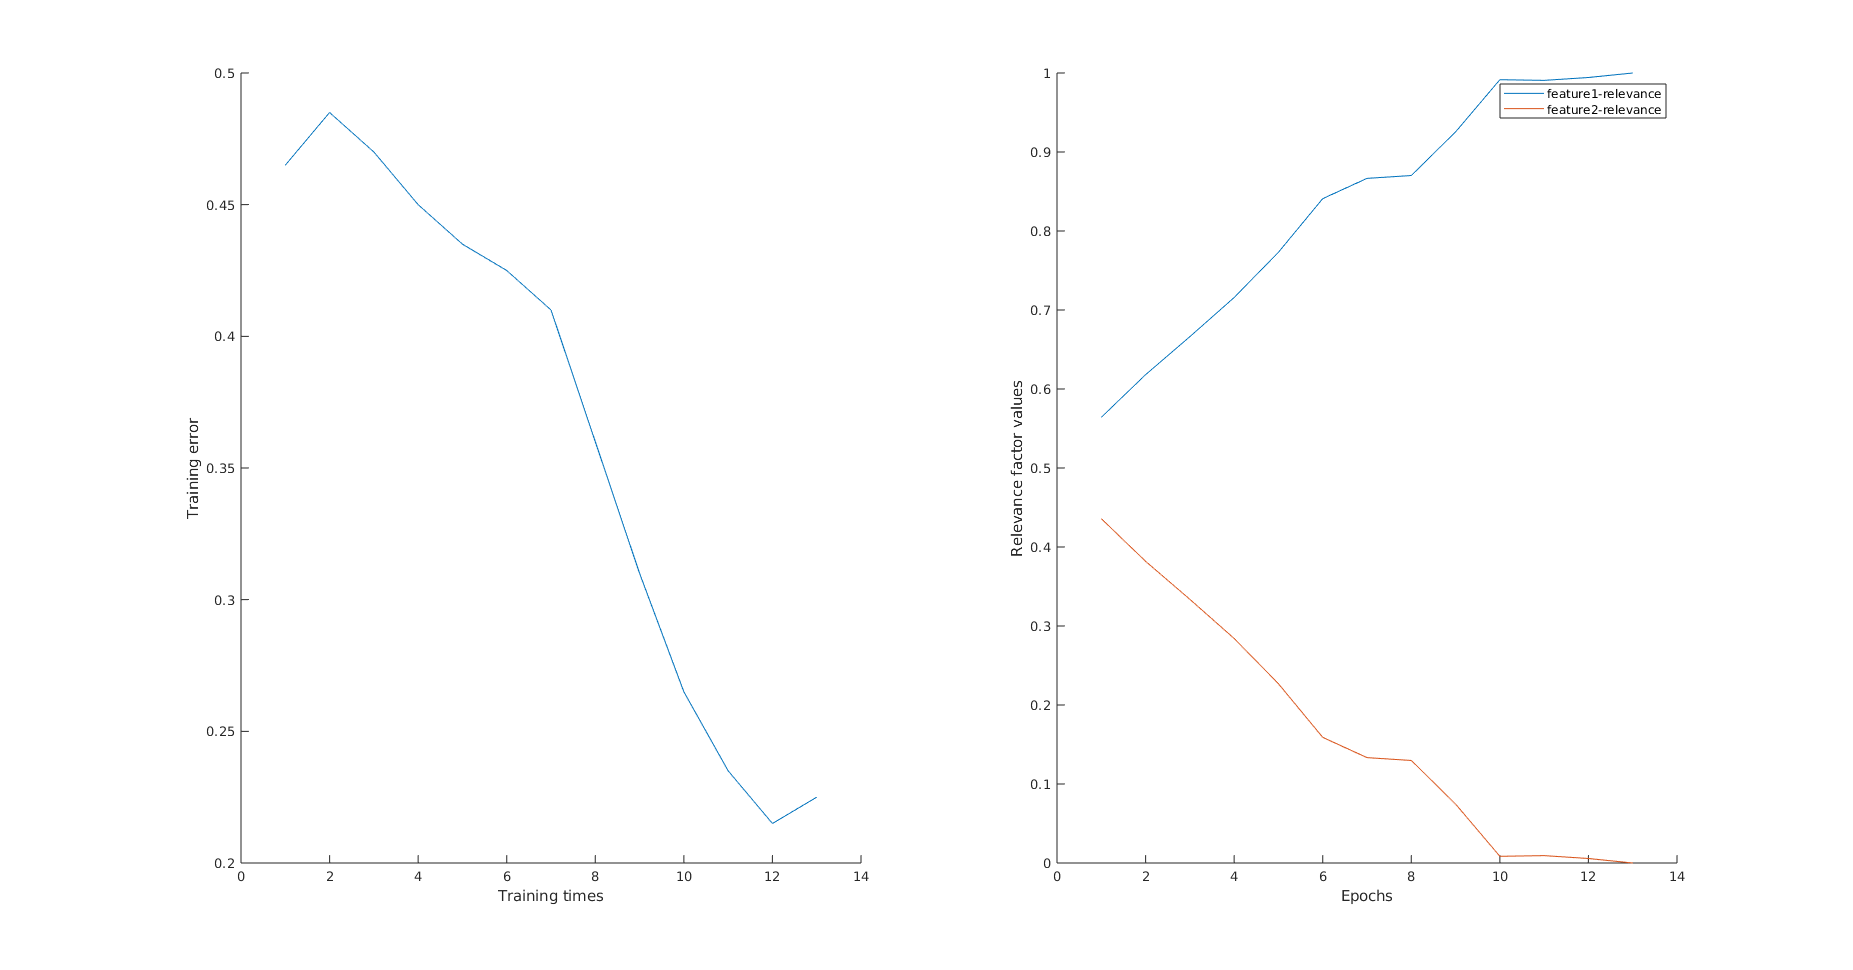 0.5
0.45
0.4
0.35
0.3
0.25
0.2
Training error
0 2 4 6 8 10 12 14
Training times
1
0.9
0.8
0.7
0.6
0.5
0.4
0.3
0.2
0.1
0
Relevance factor values
feature1-relevance
feature2-relevance
0 2 4 6 8 10 12 14
Epochs